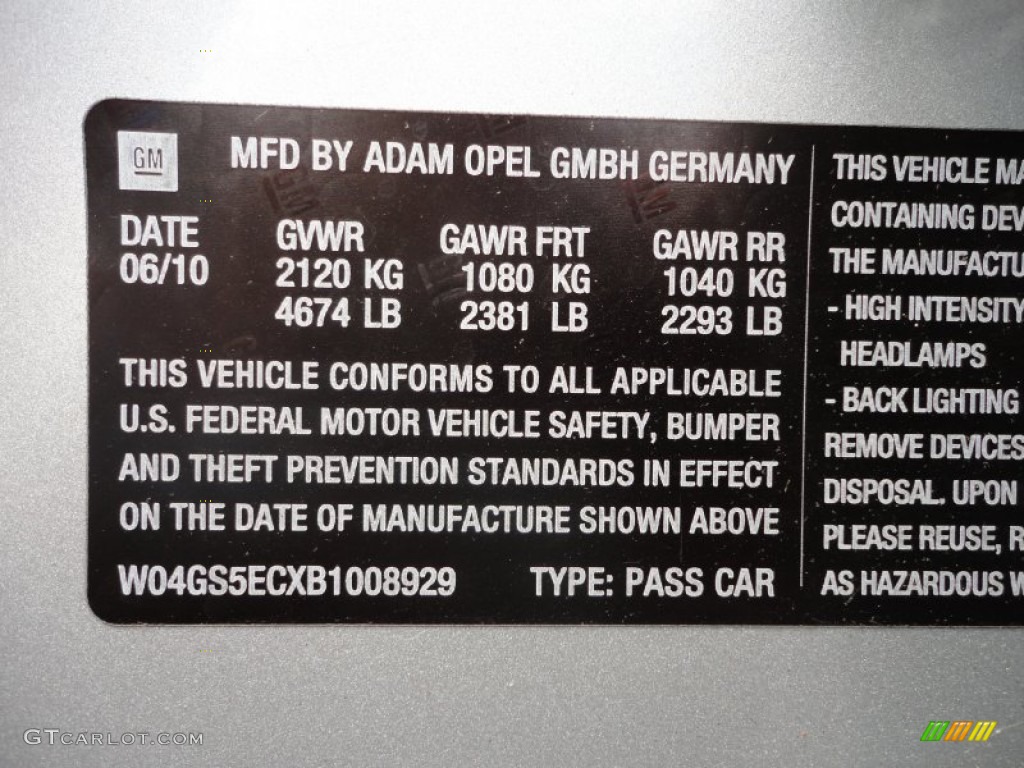 GM
MFD BY ADAM OPEL GMBH GERMANY
DATE GVWR GAWR FRT GAWR RR
06/10 2120 KG 1080 KG 1040 KG
4674 LB 2381 LB 2293 LB
THIS VEHICLE CONFORMS TO ALL APPLICABLE
U.S. FEDERAL MOTOR VEHICLE SAFETY, BUMPER
AND THEFT PREVENTION STANDARDS IN EFFECT
ON THE DATE OF MANUFACTURE SHOWN ABOVE
W04GS5ECXB1008929 TYPE: PASS CAR
THIS VEHICLE MA
CONTAINING DEV
THE MANUFACTU
- HIGH INTENSITY
HEADLAMPS
- BACK LIGHTING
REMOVE DEVICES
DISPOSAL. UPON
PLEASE REUSE, R
AS HAZARDOUS W
GTCARLOT.COM